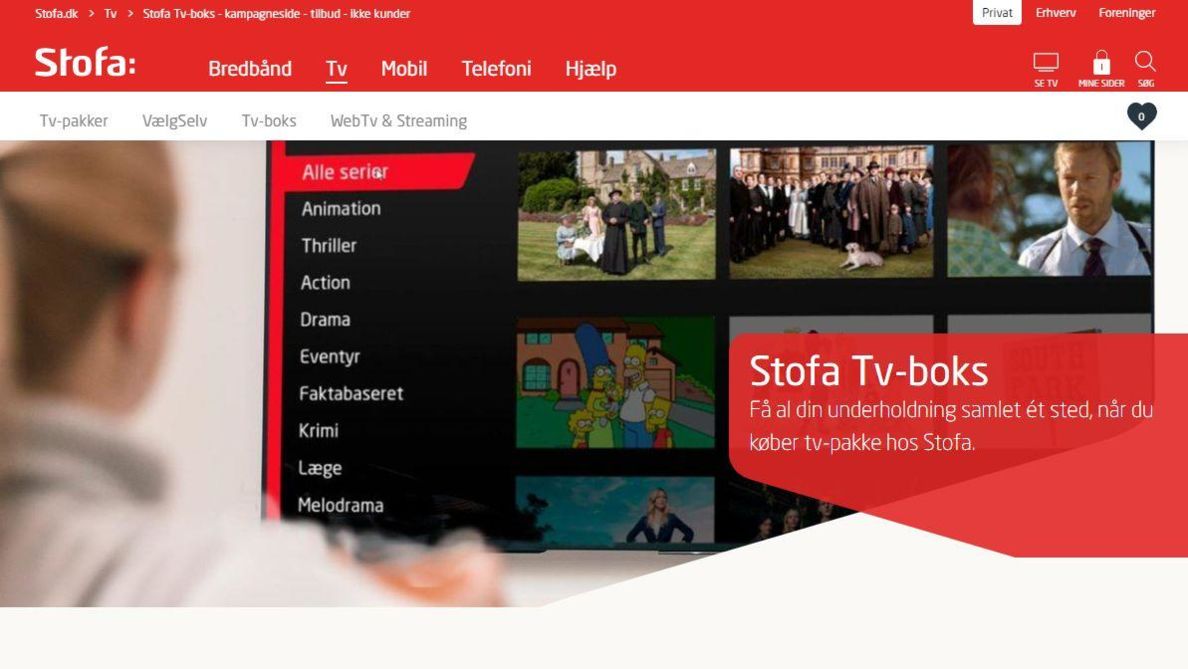 Stofa.dk > Tv > Stofa Tv-boks - kampagneside - tilbud - ikke kunder
Privat Erhverv Foreninger
Stofa:
Bredbånd Tv Mobil Telefoni Hjælp
SE TV MINE SIDER SØG
Tv-pakker VælgSelv Tv-boks WebTv & Streaming
0
Alle serier
Animation
Thriller
Action
Drama
Eventyr
Faktabaseret
Krimi
Læge
Melodrama
SOUTH
PARK
Stofa Tv-boks
Få al din underholdning samlet ét sted, når du
køber tv-pakke hos Stofa.